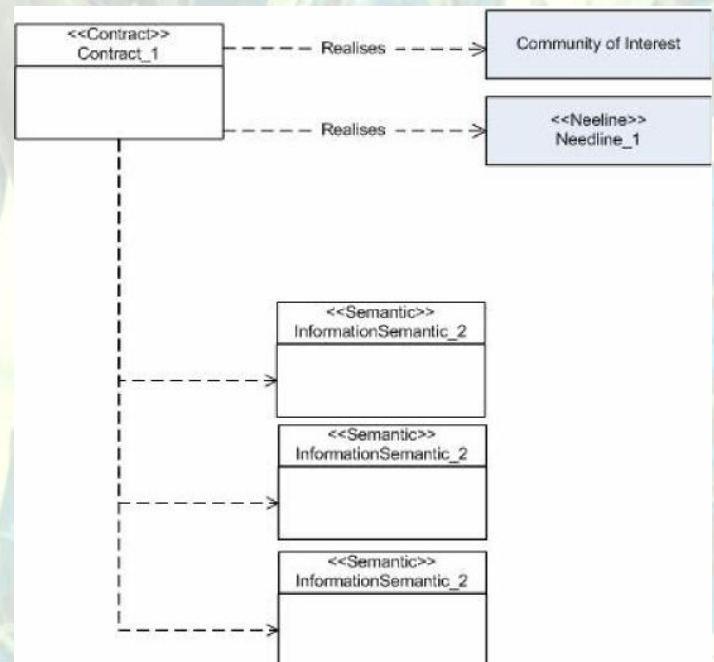 <<Contract>>
Contract_1
Realises
Community of Interest
Realises
<<Neeline>>
Needline_1
<<Semantic>>
InformationSemantic_2
<<Semantic>>
InformationSemantic_2
<<Semantic>>
InformationSemantic_2